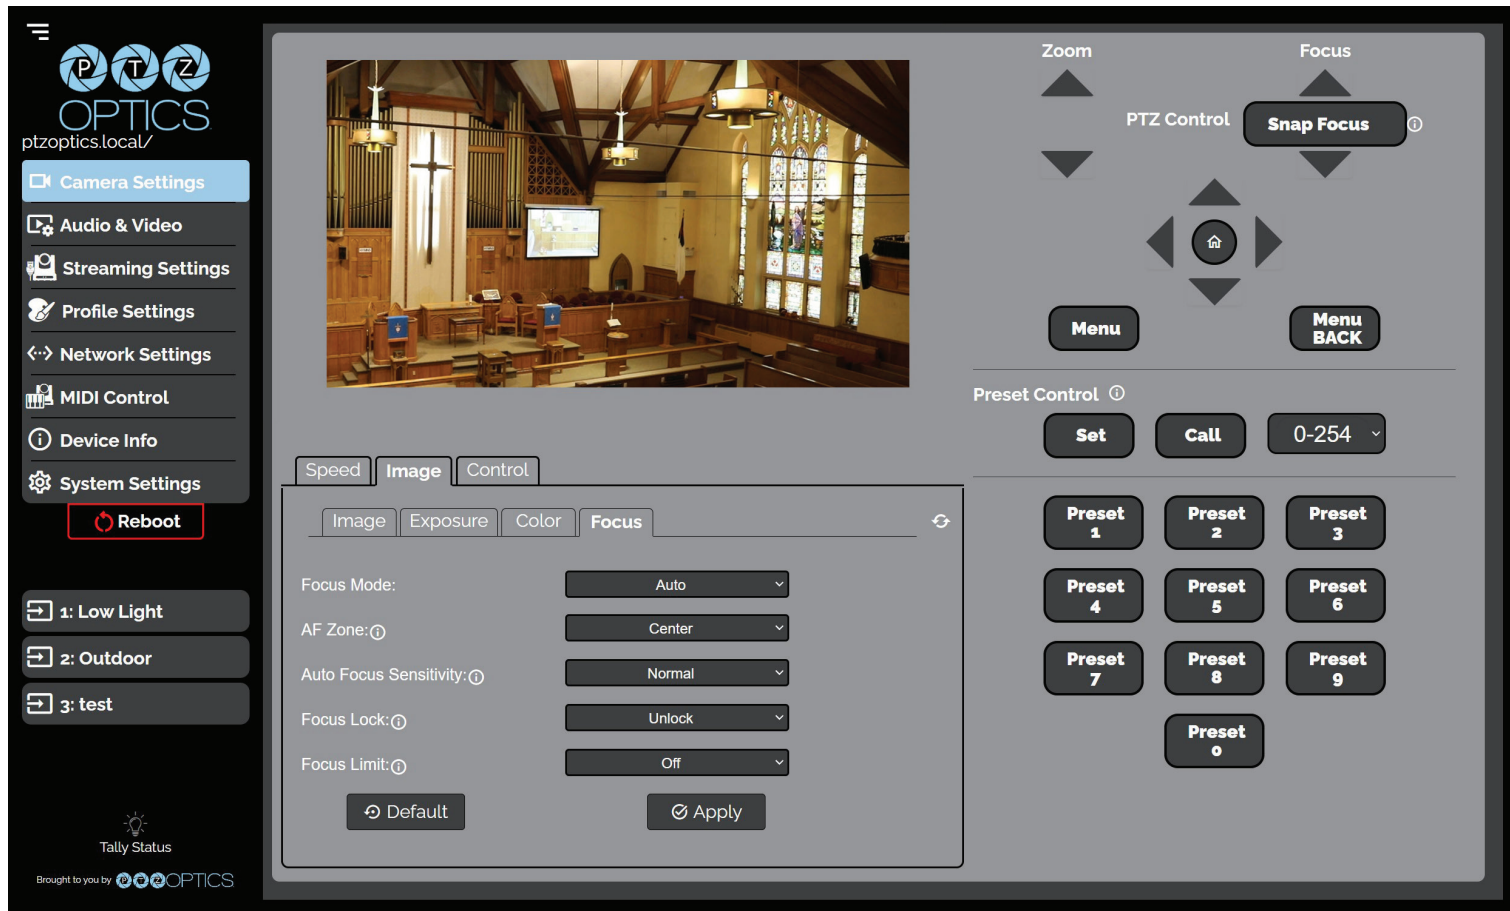 P T Z
OPTICS
ptzoptics.local/
Camera Settings
Audio & Video
Streaming Settings
Profile Settings
Network Settings
MIDI Control
Device Info
System Settings
Reboot
1: Low Light
2: Outdoor
3: test
Tally Status
Brought to you by PTZOPTICS
Speed Image Control
Image Exposure Color Focus
Focus Mode: Auto
AF Zone: Center
Auto Focus Sensitivity: Normal
Focus Lock: Unlock
Focus Limit: Off
Default Apply
Zoom Focus
PTZ Control Snap Focus
Menu Menu
BACK
Preset Control
Set Call 0-254
Preset Preset Preset
1 2 3
Preset Preset Preset
4 5 6
Preset Preset Preset
7 8 9
Preset
0